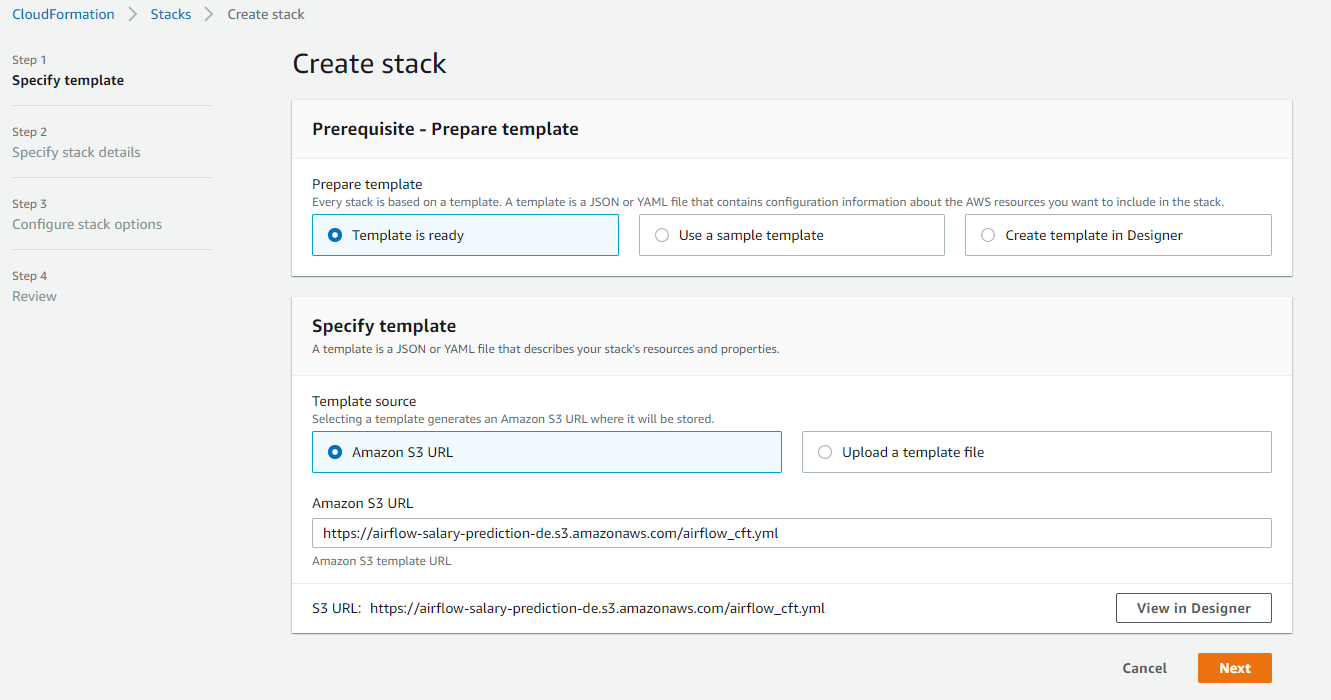 CloudFormation > Stacks > Create stack
Step 1
Specify template
Step 2
Specify stack details
Step 3
Configure stack options
Step 4
Review
Create stack
Prerequisite - Prepare template
Prepare template
Every stack is based on a template. A template is a JSON or YAML file that contains configuration information about the AWS resources you want to include in the stack.
Template is ready
Use a sample template
Create template in Designer
Specify template
A template is a JSON or YAML file that describes your stack's resources and properties.
Template source
Selecting a template generates an Amazon S3 URL where it will be stored.
Amazon S3 URL
Upload a template file
Amazon S3 URL
https://airflow-salary-prediction-de.s3.amazonaws.com/airflow_cft.yml
Amazon S3 template URL
S3 URL: https://airflow-salary-prediction-de.s3.amazonaws.com/airflow_cft.yml
View in Designer
Cancel
Next